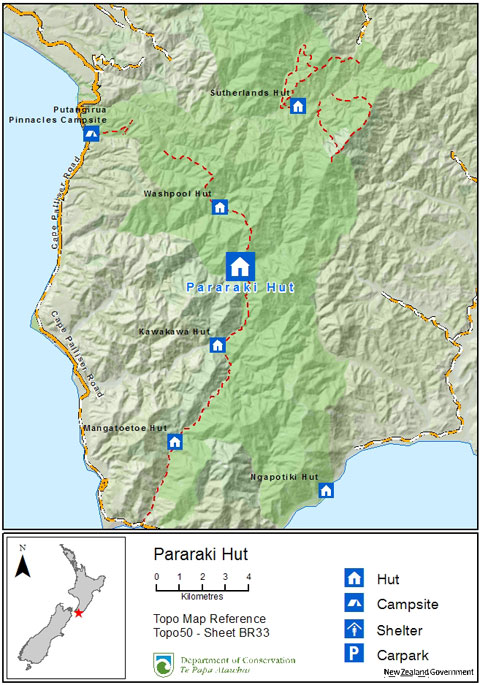 Sutherlands Hut
Putangirua
Pinnacles Campsite
Cape Palliser Road
Washpool Hut
Pararaki Hut
Cape Palliser Road
Kawakawa Hut
Mangatoetoe Hut
Ngapotiki Hut
N
Pararaki Hut
0 1 2 3 4
Kilometres
Topo Map Reference
Topo50 - Sheet BR33
Department of Conservation
Te Papa Atawhai
Hut
Campsite
Shelter
P Carpark
New Zealand Government